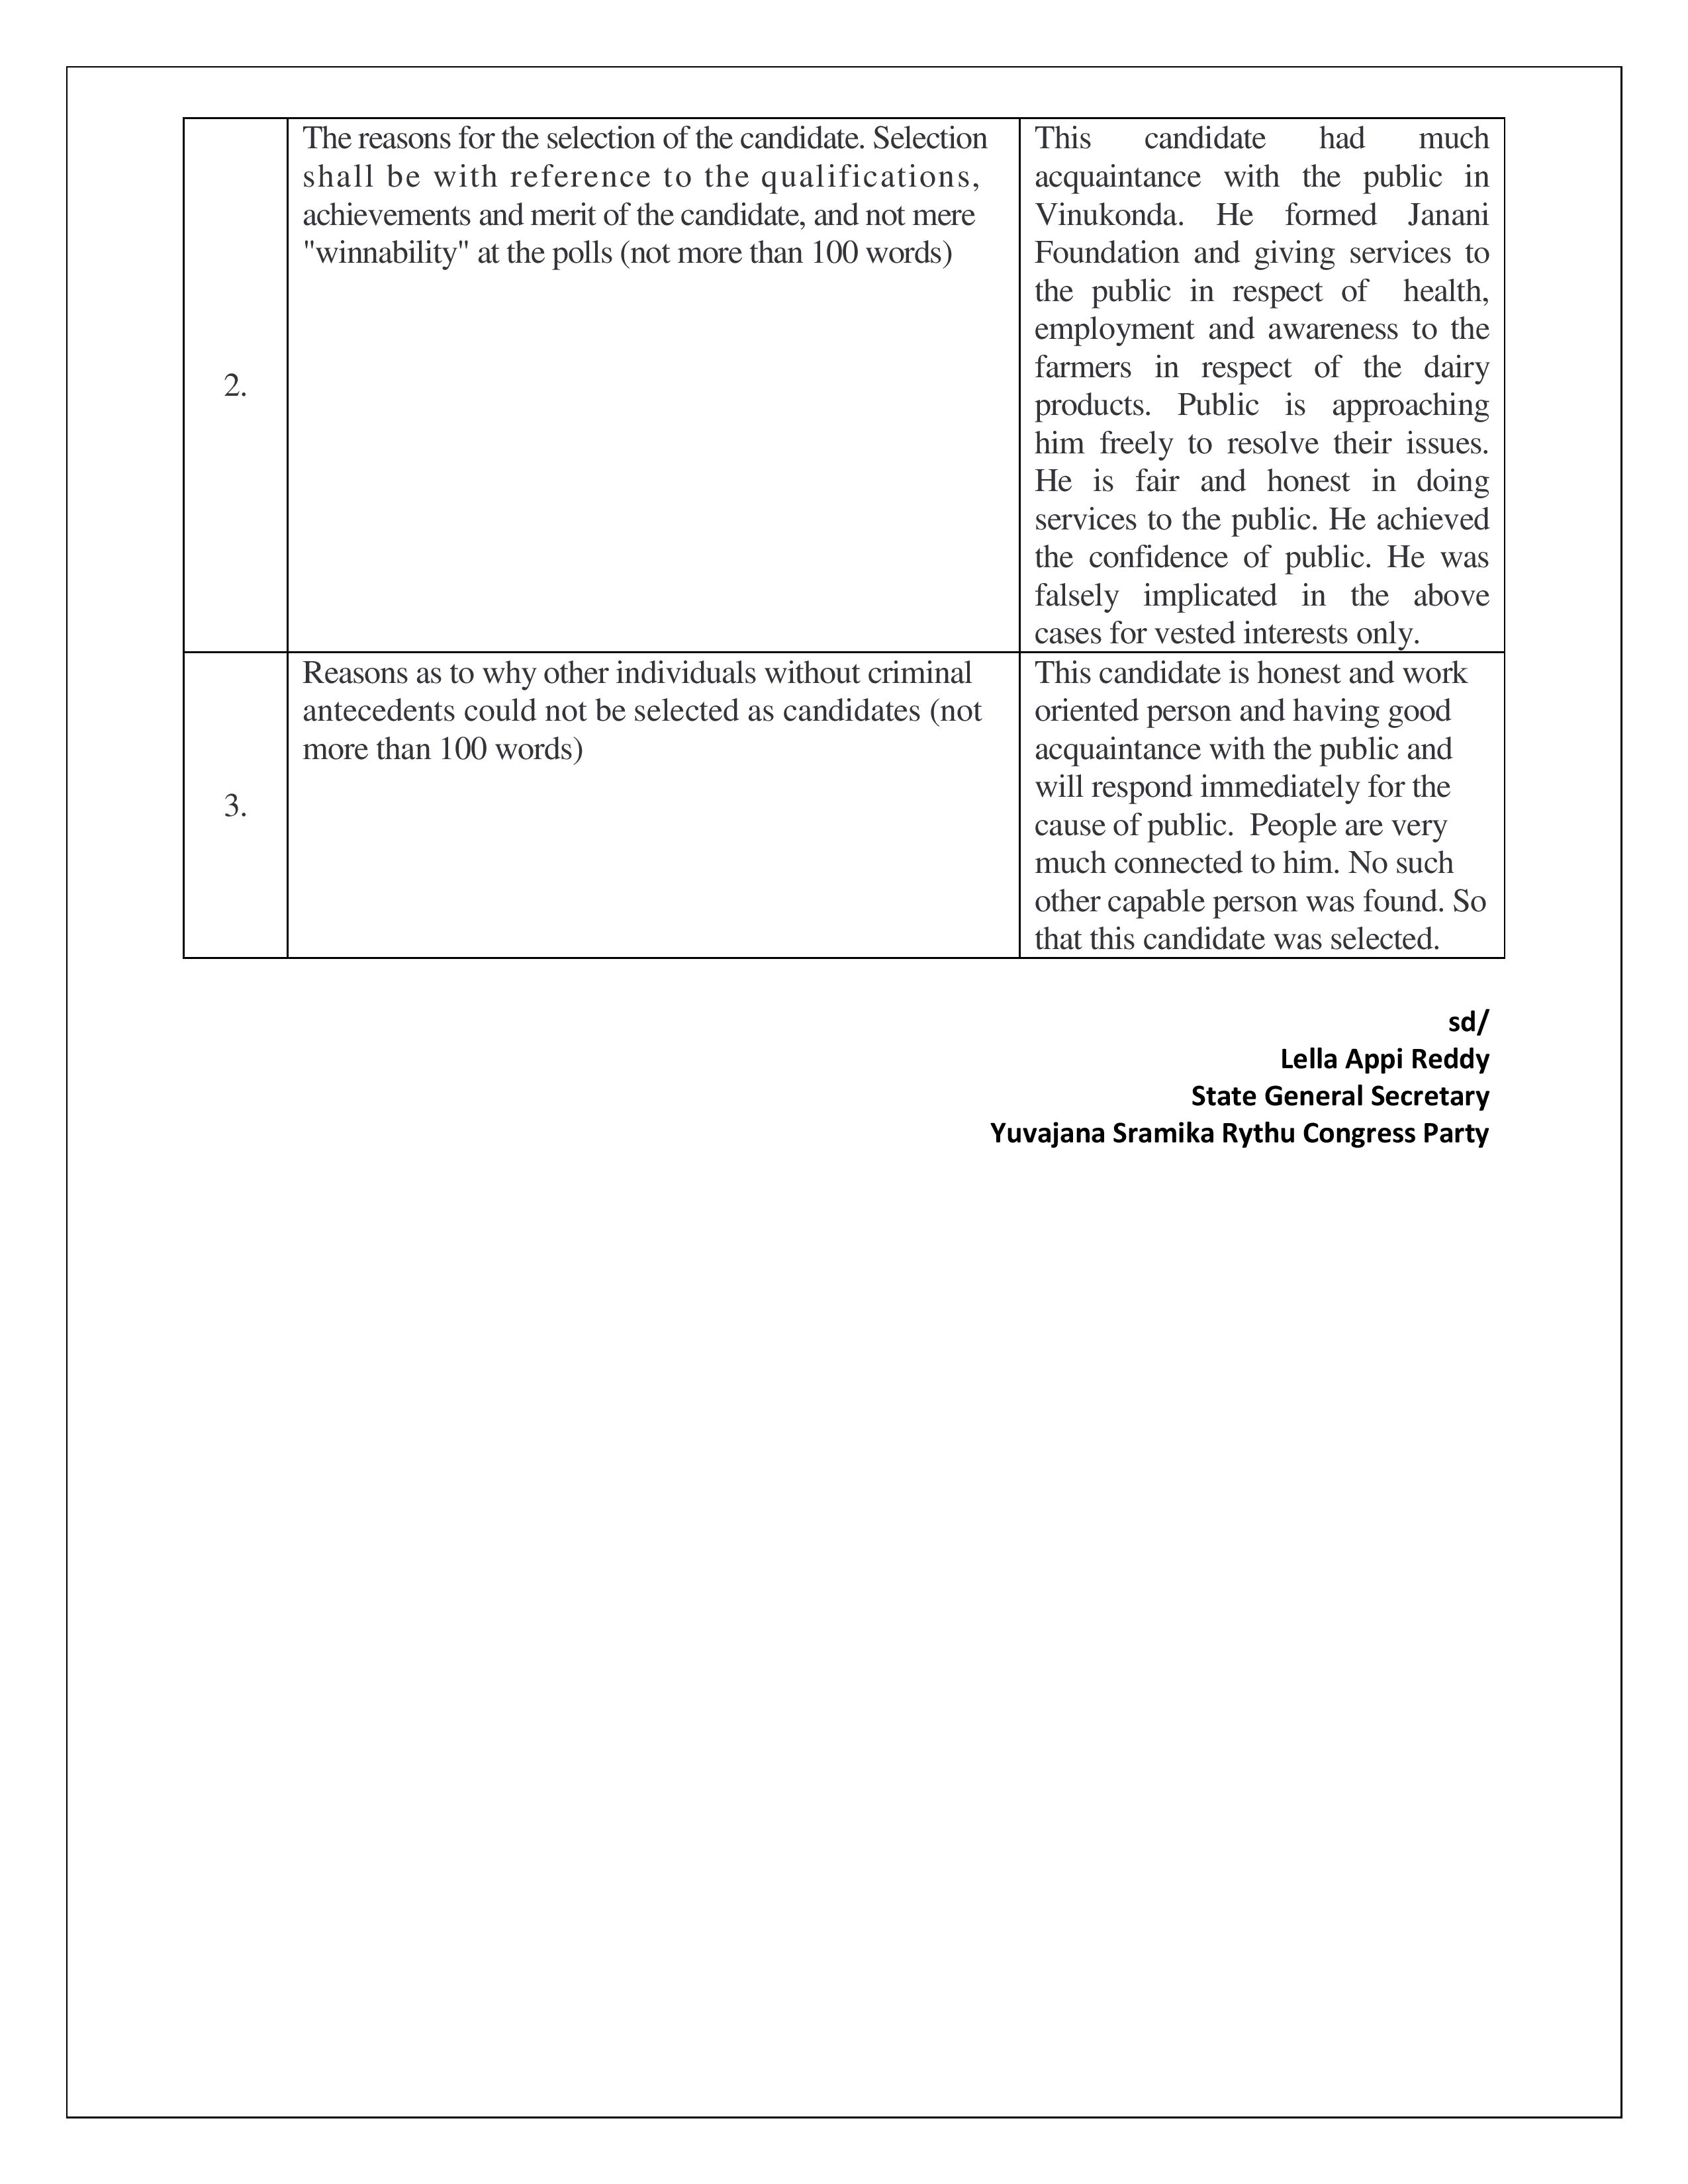 The reasons for the selection of the candidate. Selection
shall be with reference to the qualifications,
achievements and merit of the candidate, and not mere
"winnability" at the polls (not more than 100 words)
2.
This candidate had much
acquaintance with the public in
Vinukonda. He formed Janani
Foundation and giving services to
the public in respect of health,
employment and awareness to the
farmers in respect of the dairy
products. Public is approaching
him freely to resolve their issues.
He is fair and honest in doing
services to the public. He achieved
the confidence of public. He was
falsely implicated in the above
cases for vested interests only.
Reasons as to why other individuals without criminal
antecedents could not be selected as candidates (not
more than 100 words)
3.
This candidate is honest and work
oriented person and having good
acquaintance with the public and
will respond immediately for the
cause of public. People are very
much connected to him. No such
other capable person was found. So
that this candidate was selected.
sd/
Lella Appi Reddy
State General Secretary
Yuvajana Sramika Rythu Congress Party